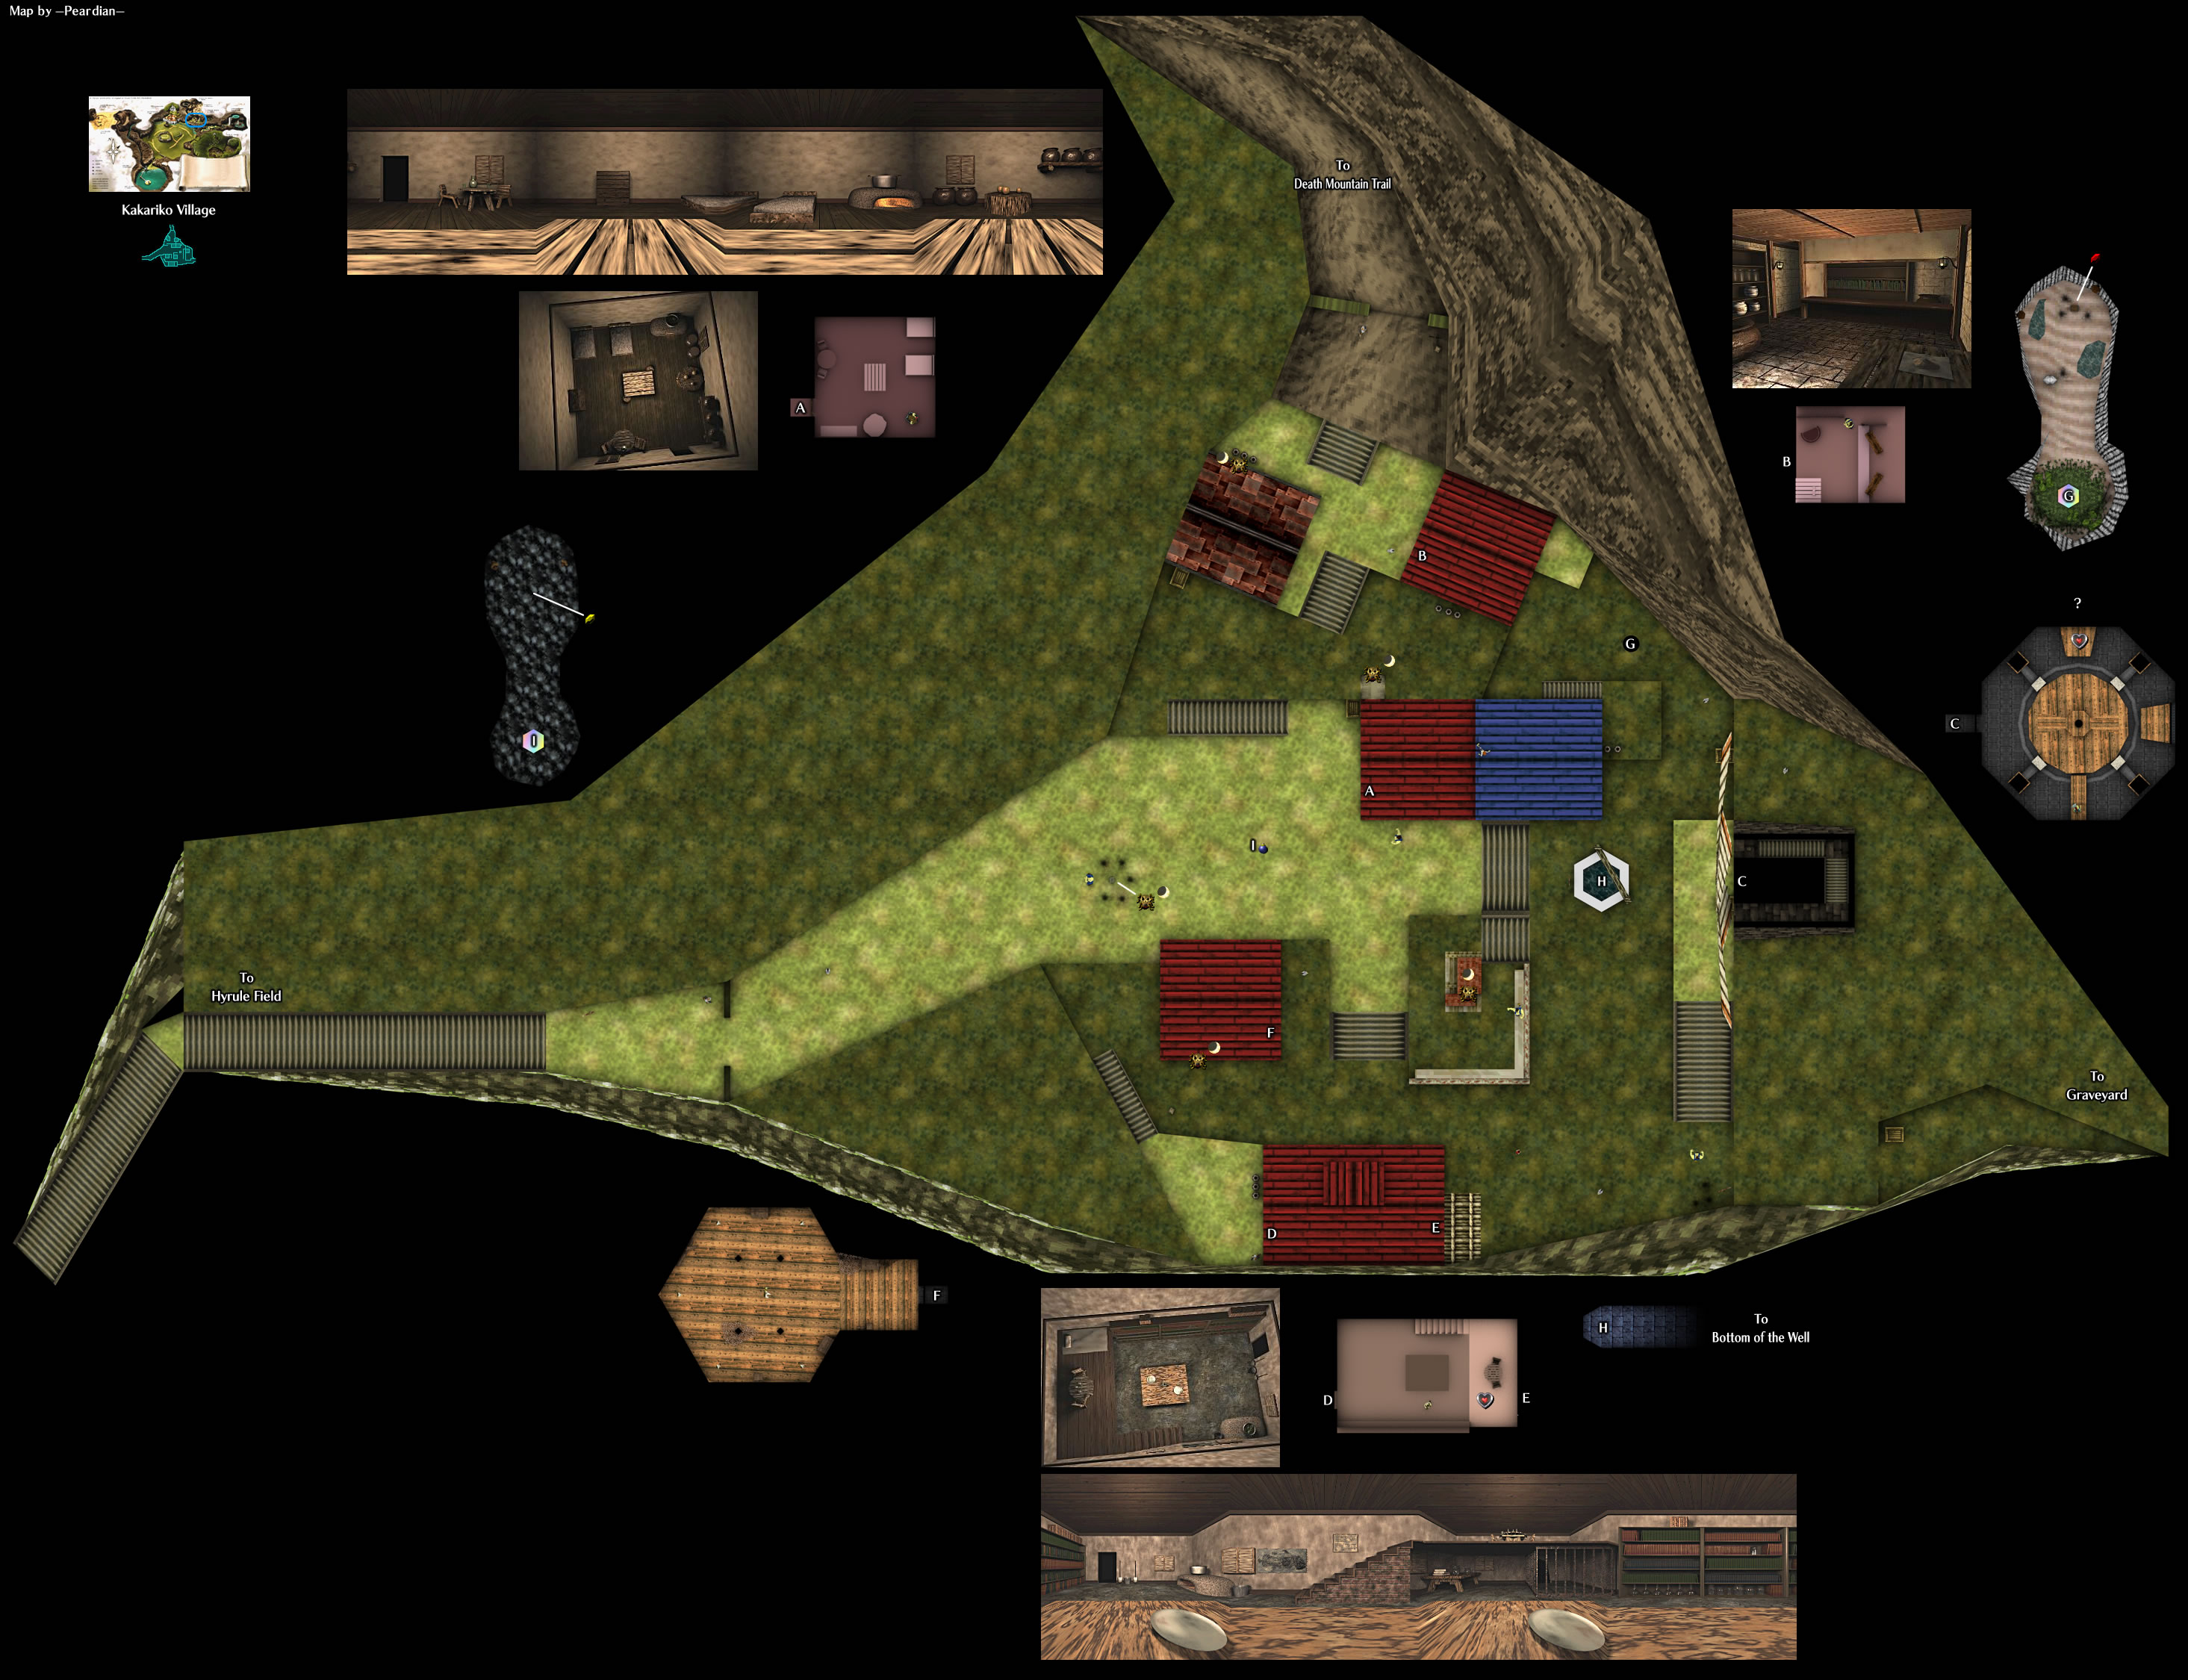 Map by —Peardian—
Kakariko Village
To
Death Mountain Trail
A
B
G
B
G
?
C
I
A
I
H
C
To
Hyrule Field
F
To
Graveyard
D
E
F
H
To
Bottom of the Well
D
E